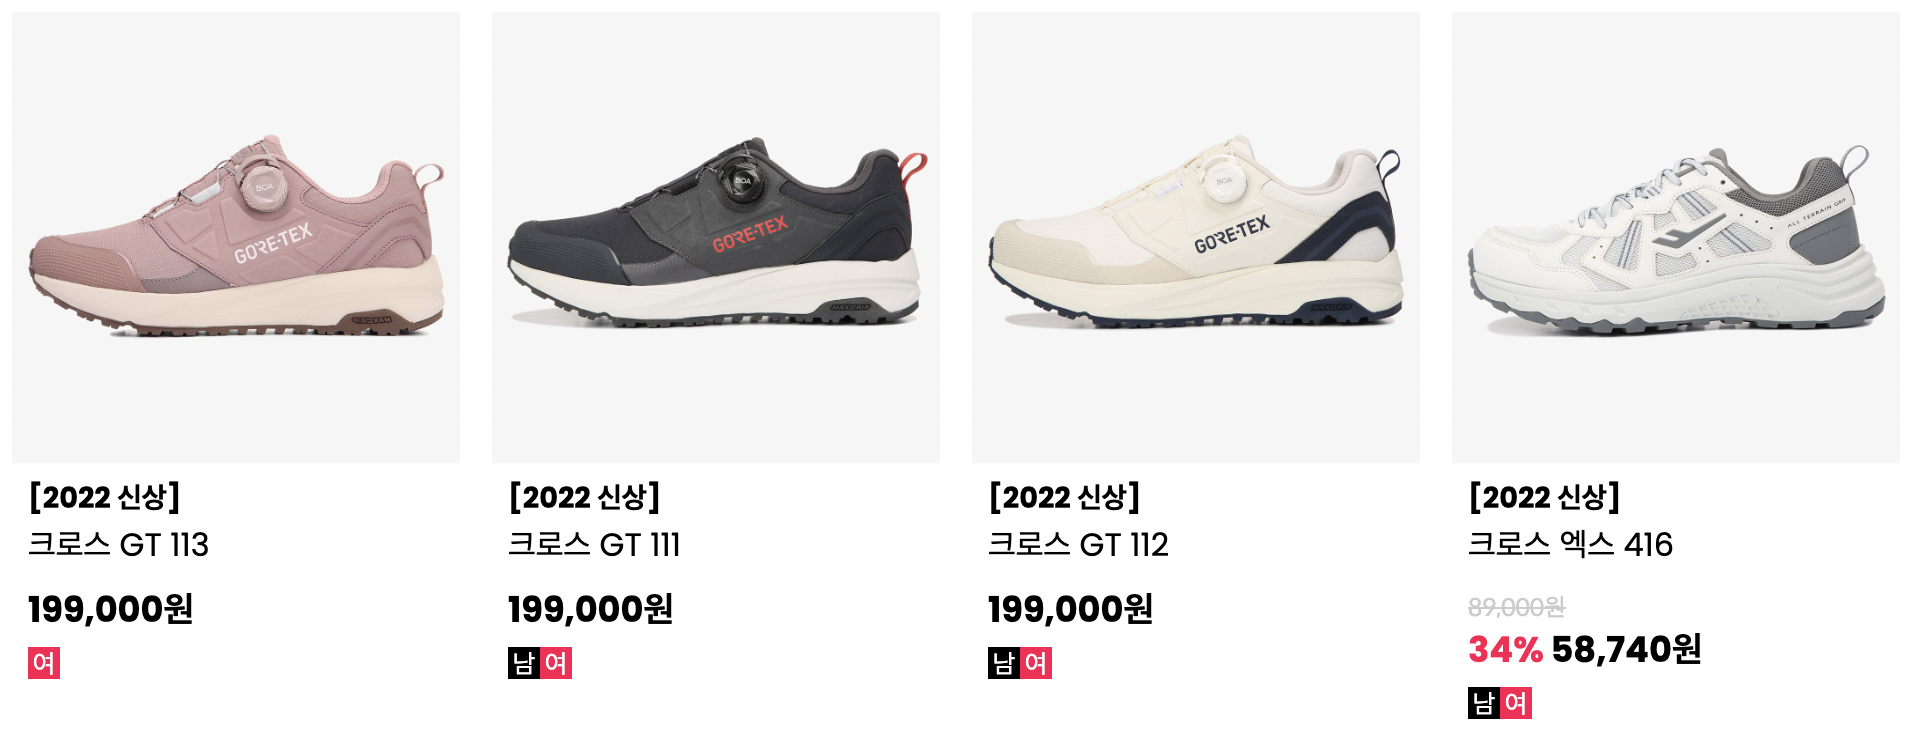 BOA
GORE-TEX
BOA
GORE-TEX
BOA
GORE-TEX
ALL TERRAIN GRIP
[2022 신상]
크로스 GT 113
199,000원
여
[2022 신상]
크로스 GT 111
199,000원
남 여
[2022 신상]
크로스 GT 112
199,000원
남 여
[2022 신상]
크로스 엑스 416
89,000원
34% 58,740원
남 여